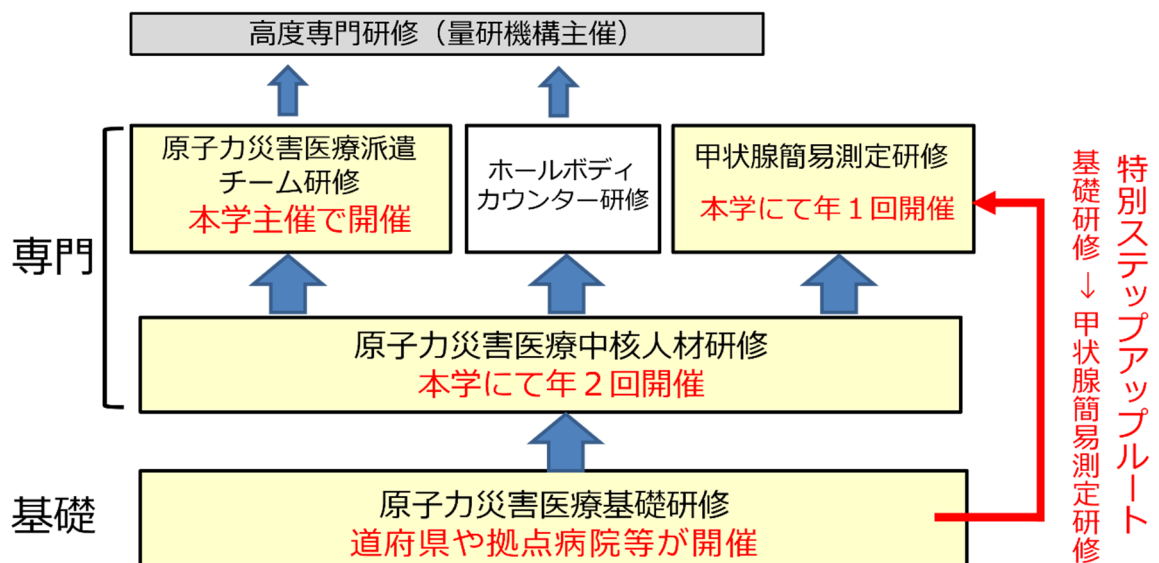 高度専門研修（量研機構主催）
原子力災害医療派遣
チーム研修
本学主催で開催
ホールボディ
カウンター研修
甲状腺簡易測定研修
本学にて年１回開催
専門
原子力災害医療中核人材研修
本学にて年２回開催
基礎
原子力災害医療基礎研修
道府県や拠点病院等が開催
特別ステップアップルート
基礎研修 → 甲状腺簡易測定研修